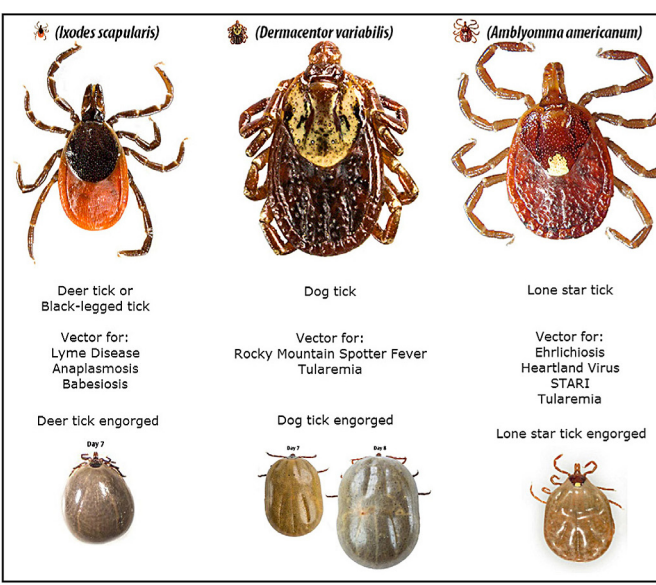 (Ixodes scapularis)
(Dermacentor variabilis)
(Amblyomma americanum)
Deer tick or
Black-legged tick
Vector for:
Lyme Disease
Anaplasmosis
Babesiosis
Deer tick engorged
Day 7
Dog tick
Vector for:
Rocky Mountain Spotter Fever
Tularemia
Dog tick engorged
Day 7
Day 8
Lone star tick
Vector for:
Ehrlichiosis
Heartland Virus
STARI
Tularemia
Lone star tick engorged